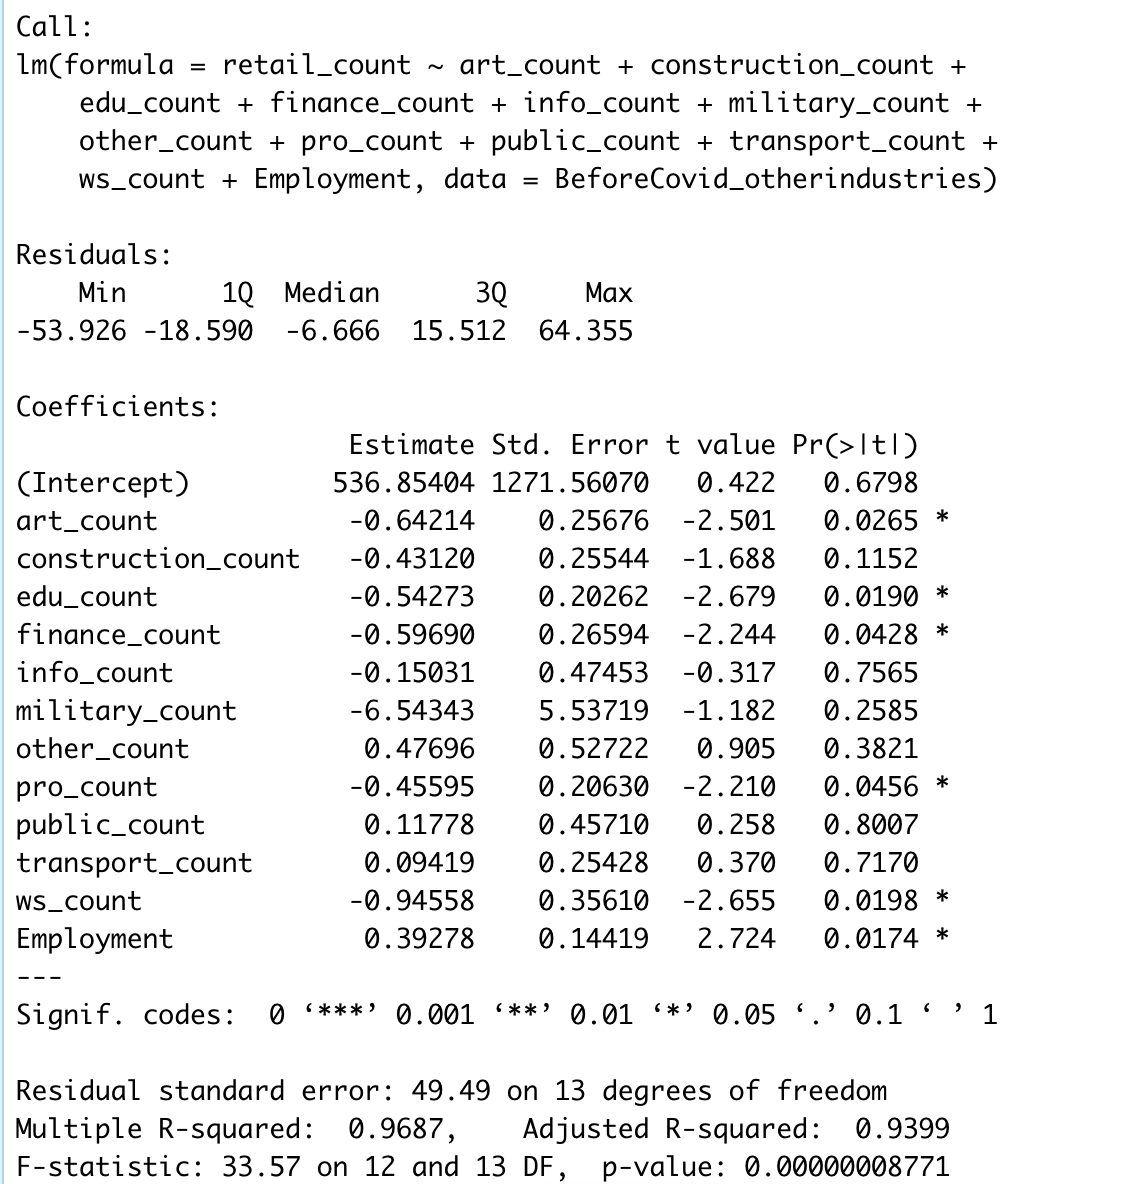 Call:
lm(formula = retail_count ~ art_count + construction_count +
    edu_count + finance_count + info_count + military_count +
    other_count + pro_count + public_count + transport_count +
    ws_count + Employment, data = BeforeCovid_otherindustries)

Residuals:
    Min      1Q  Median      3Q     Max
-53.926 -18.590  -6.666  15.512  64.355

Coefficients:
                     Estimate Std. Error t value Pr(>|t|)
(Intercept)         536.85404 1271.56070   0.422   0.6798
art_count            -0.64214    0.25676  -2.501   0.0265 *
construction_count   -0.43120    0.25544  -1.688   0.1152
edu_count            -0.54273    0.20262  -2.679   0.0190 *
finance_count        -0.59690    0.26594  -2.244   0.0428 *
info_count           -0.15031    0.47453  -0.317   0.7565
military_count       -6.54343    5.53719  -1.182   0.2585
other_count           0.47696    0.52722   0.905   0.3821
pro_count            -0.45595    0.20630  -2.210   0.0456 *
public_count          0.11778    0.45710   0.258   0.8007
transport_count       0.09419    0.25428   0.370   0.7170
ws_count             -0.94558    0.35610  -2.655   0.0198 *
Employment            0.39278    0.14419   2.724   0.0174 *
---
Signif. codes:  0 ‘***’ 0.001 ‘**’ 0.01 ‘*’ 0.05 ‘.’ 0.1 ‘ ’ 1

Residual standard error: 49.49 on 13 degrees of freedom
Multiple R-squared:  0.9687,    Adjusted R-squared:  0.9399
F-statistic: 33.57 on 12 and 13 DF,  p-value: 0.00000008771